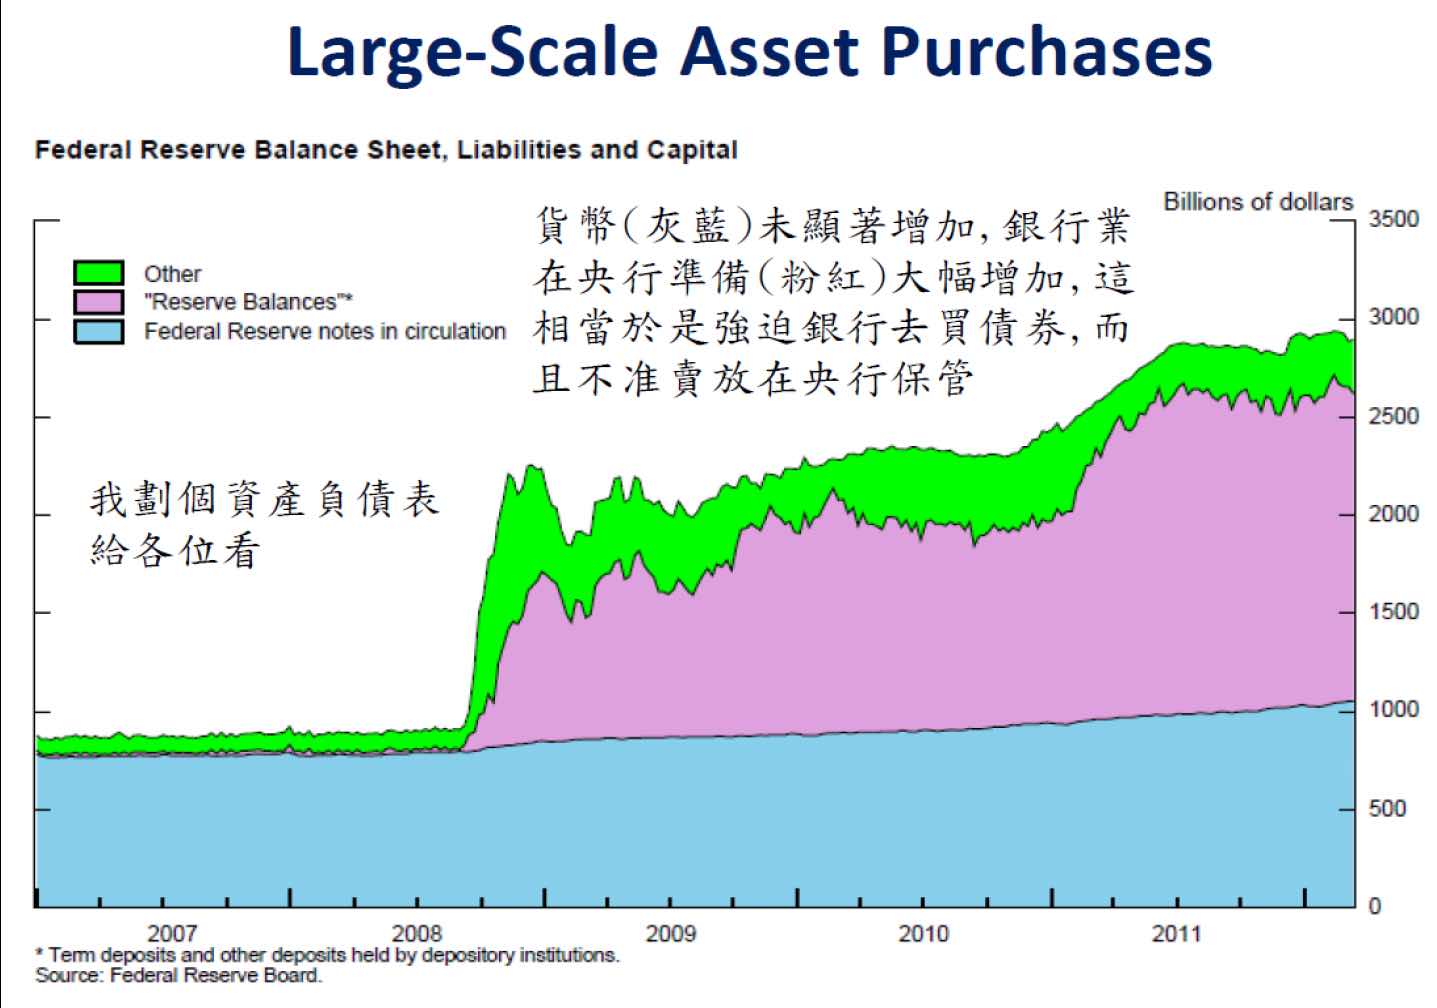 Large-Scale Asset Purchases
Federal Reserve Balance Sheet, Liabilities and Capital
Billions of dollars
貨幣(灰藍)未顯著增加,銀行業
在央行準備(粉紅)大幅增加,這
相當於是強迫銀行去買債券,而
且不准賣放在央行保管
Other
"Reserve Balances"*
Federal Reserve notes in circulation
我劃個資產負債表
給各位看
3500
3000
2500
2000
1500
1000
500
0
2007 2008 2009 2010 2011
* Term deposits and other deposits held by depository institutions.
Source: Federal Reserve Board.